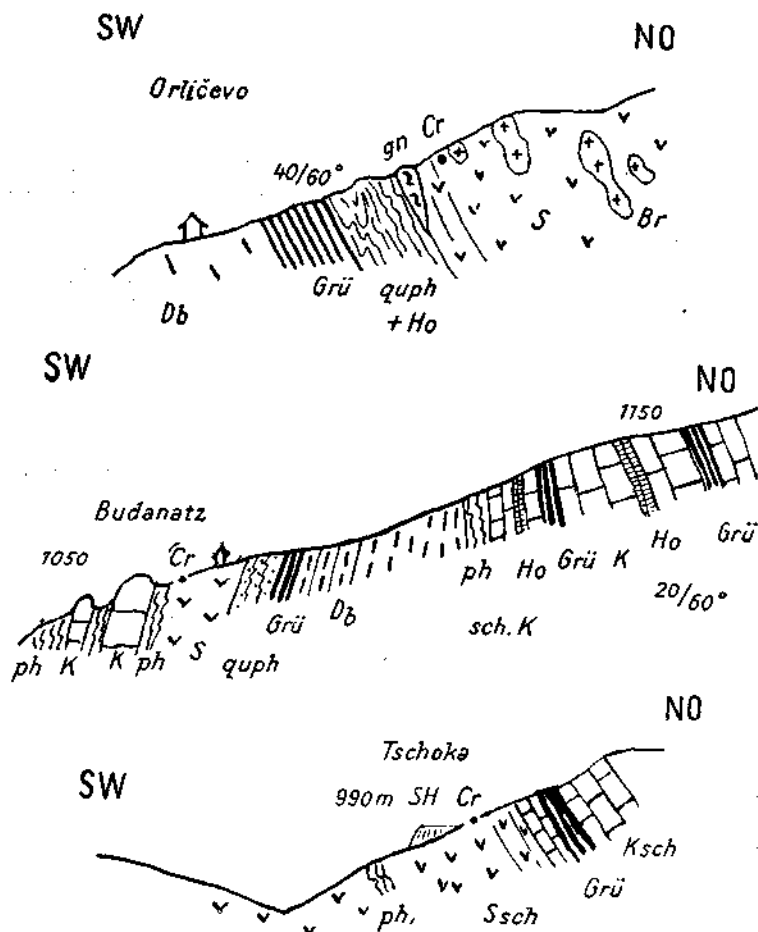 SW NO
Orličevo
gn Cr
40/60°
S Br
Grü quph
Db + Ho
SW NO
1150
Budanatz
1050 Cr
ph Ho Grü K Ho Grü
Grü Db 20/60°
ph K K ph S quph sch. K
NO
Tschoka
SW
990m SH Cr
Ksch
Grü
ph, Ssch